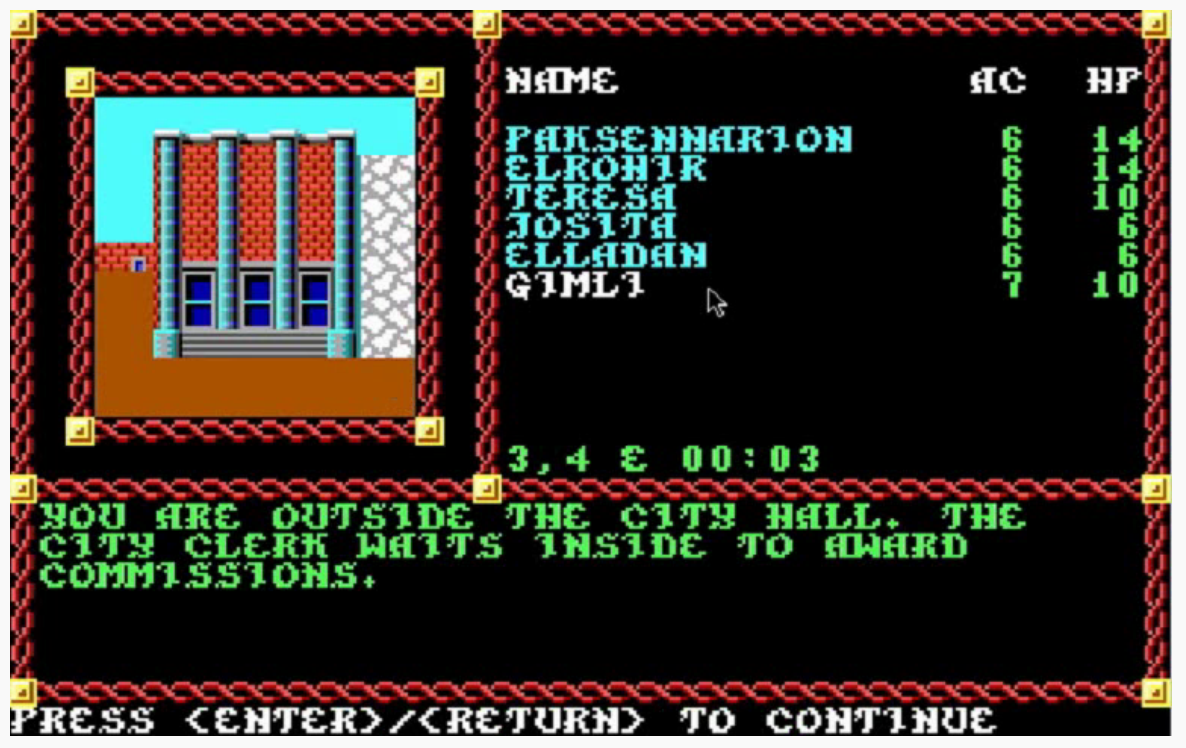 NAME AC HP
PAKSENNARION 6 14
ELROHIR 6 14
TERESA 6 10
JOSITA 6 6
ELLADAN 6 6
GIMLI 7 10
3,4 E 00:03
YOU ARE OUTSIDE THE CITY HALL. THE
CITY CLERK WAITS INSIDE TO AWARD
COMMISSIONS.
PRESS <ENTER>/<RETURN> TO CONTINUE